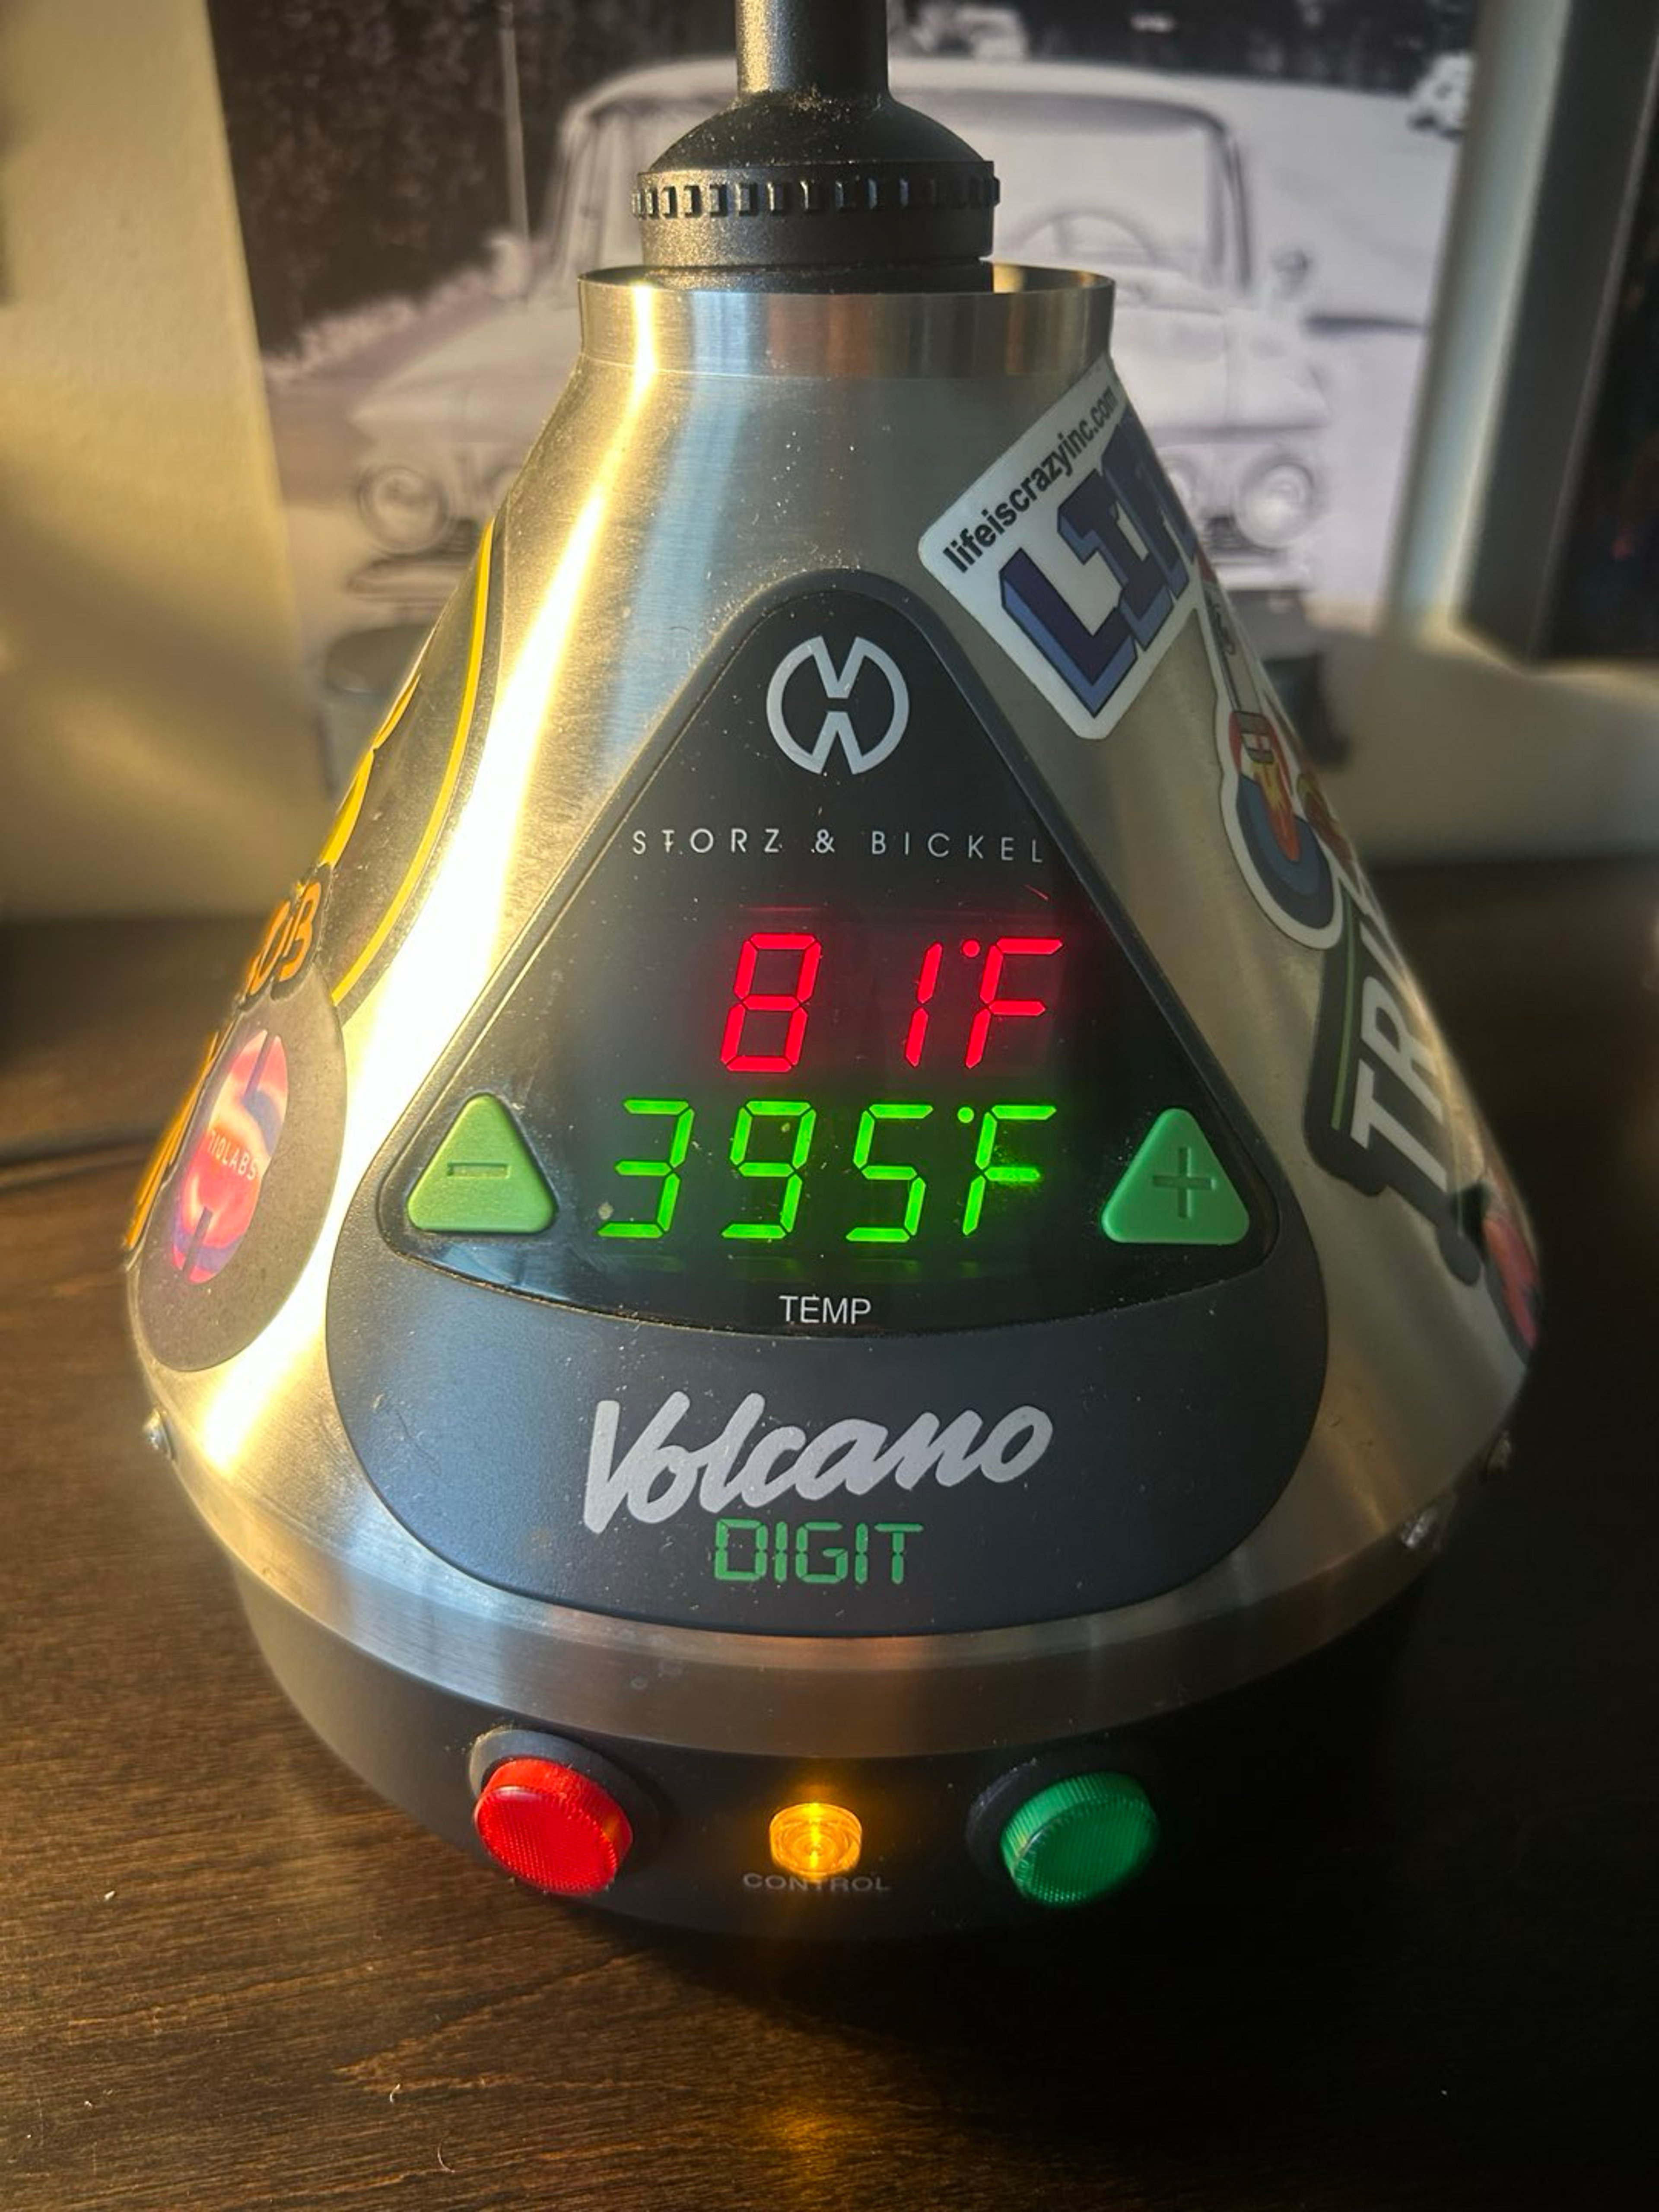 lifeiscrazyinc.com
STORZ & BICKEL
81°F
395°F
- +
TEMP
Volcano
DIGIT
CONTROL